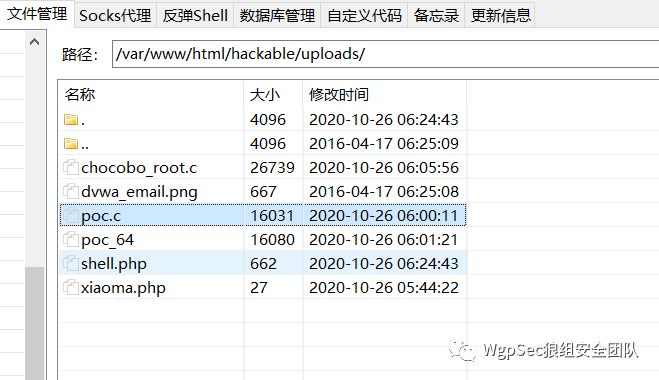 文件管理 Socks代理 反弹Shell 数据库管理 自定义代码 备忘录 更新信息
路径： /var/www/html/hackable/uploads/
名称 大小 修改时间
. 4096 2020-10-26 06:24:43
.. 4096 2016-04-17 06:25:09
chocobo_root.c 26739 2020-10-26 06:05:56
dvwa_email.png 667 2016-04-17 06:25:08
poc.c 16031 2020-10-26 06:00:11
poc_64 16080 2020-10-26 06:01:21
shell.php 662 2020-10-26 06:24:43
xiaoma.php 27 2020-10-26 05:44:22
WgpSec狼组安全团队